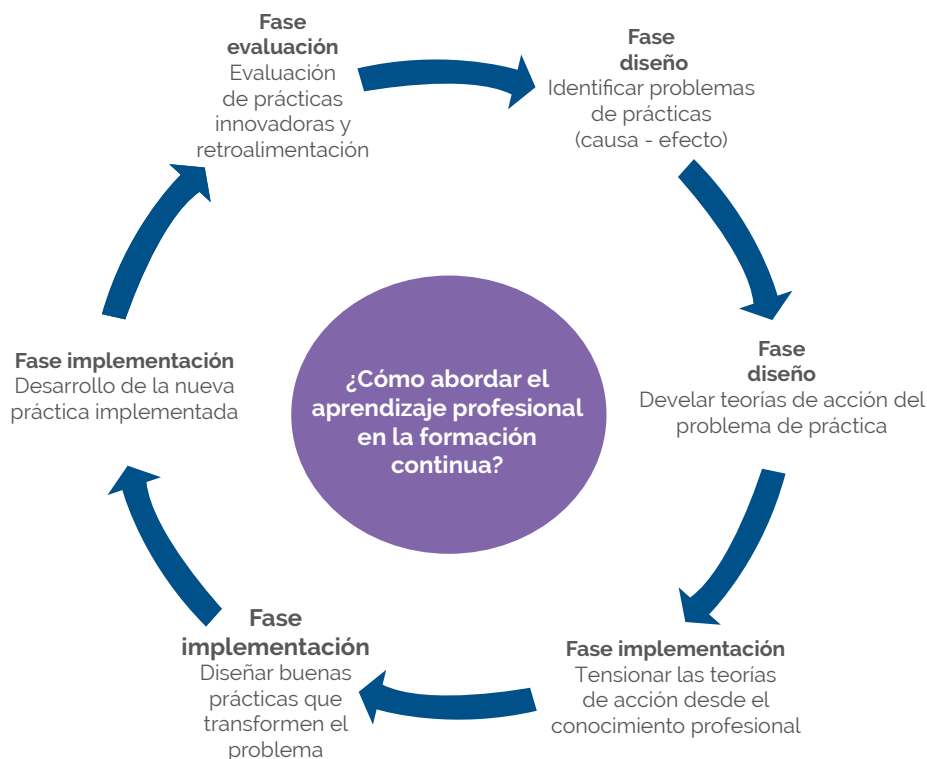 Fase
evaluación
Evaluación
de prácticas
innovadoras y
retroalimentación
Fase
diseño
Identificar problemas
de prácticas
(causa - efecto)
Fase
diseño
Develar teorías de acción del
problema de práctica
Fase implementación
Tensionar las teorías
de acción desde el
conocimiento profesional
Fase
implementación
Diseñar buenas
prácticas que
transformen el
problema
Fase implementación
Desarrollo de la nueva
práctica implementada
¿Cómo abordar el
aprendizaje profesional
en la formación
continua?